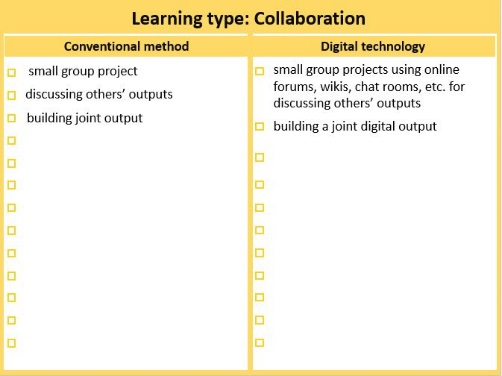 Learning type: Collaboration
Conventional method
Digital technology
small group project
discussing others’ outputs
building joint output
small group projects using online
forums, wikis, chat rooms, etc. for
discussing others’ outputs
building a joint digital output